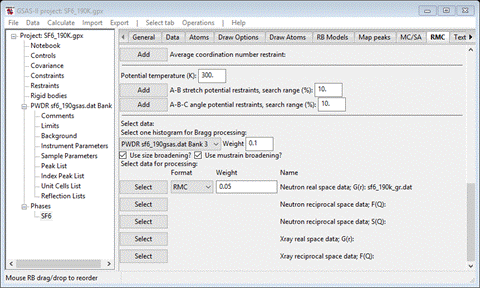 GSAS-II project: SF6_190K.gpx
File Data Calculate Import Export | Select tab Operations | Help
Project: SF6_190K.gpx
Notebook
Controls
Covariance
Constraints
Restraints
Rigid bodies
PWDR sf6_190gsas.dat Bank 3
Comments
Limits
Background
Instrument Parameters
Sample Parameters
Peak List
Index Peak List
Unit Cells List
Reflection Lists
Phases
SF6
Mouse RB drag/drop to reorder
General Data Atoms Draw Options Draw Atoms RB Models Map peaks MC/SA RMC Text
Add Average coordination number restraint:
Potential temperature (K): 300.
Add A-B stretch potential restraints, search range (%): 10.
Add A-B-C angle potential restraints, search range (%): 10.
Select data:
Select one histogram for Bragg processing:
PWDR sf6_190gsas.dat Bank 3 Weight 0.1
Use size broadening? Use mustrain broadening?
Select data for processing:
Format Weight Name
Select RMC 0.05 Neutron real space data; G(r): sf6_190k_gr.dat
Select Neutron reciprocal space data; F(Q):
Select Neutron reciprocal space data; S(Q):
Select Xray real space data; G(r):
Select Xray reciprocal space data; F(Q):